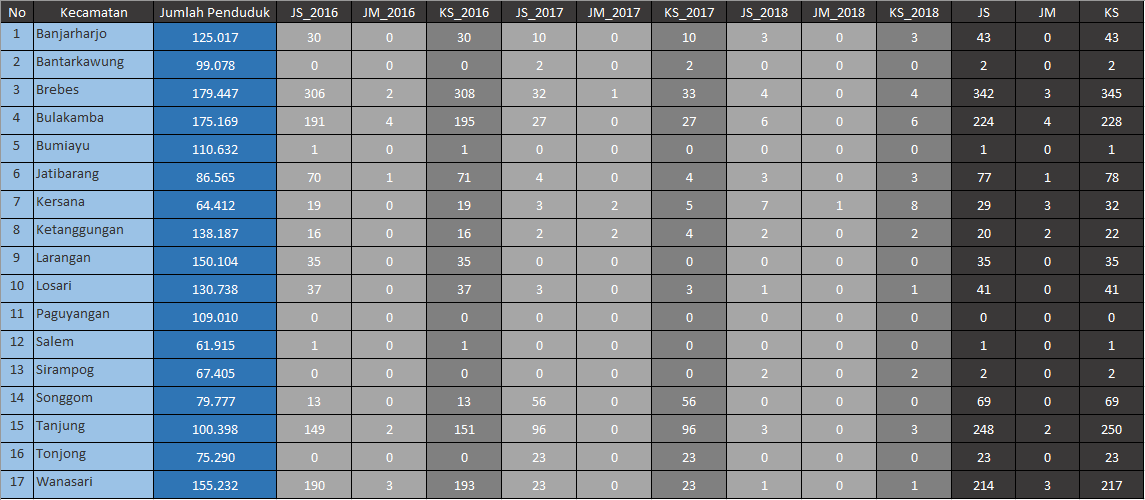 No Kecamatan Jumlah Penduduk JS_2016 JM_2016 KS_2016 JS_2017 JM_2017 KS_2017 JS_2018 JM_2018 KS_2018 JS JM KS
1 Banjarharjo 125.017 30 0 30 10 0 10 3 0 3 43 0 43
2 Bantarkawung 99.078 0 0 0 2 0 2 0 0 0 2 0 2
3 Brebes 179.447 306 2 308 32 1 33 4 0 4 342 3 345
4 Bulakamba 175.169 191 4 195 27 0 27 6 0 6 224 4 228
5 Bumiayu 110.632 1 0 1 0 0 0 0 0 0 1 0 1
6 Jatibarang 86.565 70 1 71 4 0 4 3 0 3 77 1 78
7 Kersana 64.412 19 0 19 3 2 5 7 1 8 29 3 32
8 Ketanggungan 138.187 16 0 16 2 2 4 2 0 2 20 2 22
9 Larangan 150.104 35 0 35 0 0 0 0 0 0 35 0 35
10 Losari 130.738 37 0 37 3 0 3 1 0 1 41 0 41
11 Paguyangan 109.010 0 0 0 0 0 0 0 0 0 0 0 0
12 Salem 61.915 1 0 1 0 0 0 0 0 0 1 0 1
13 Sirampog 67.405 0 0 0 0 0 0 2 0 2 2 0 2
14 Songgom 79.777 13 0 13 56 0 56 0 0 0 69 0 69
15 Tanjung 100.398 149 2 151 96 0 96 3 0 3 248 2 250
16 Tonjong 75.290 0 0 0 23 0 23 0 0 0 23 0 23
17 Wanasari 155.232 190 3 193 23 0 23 1 0 1 214 3 217